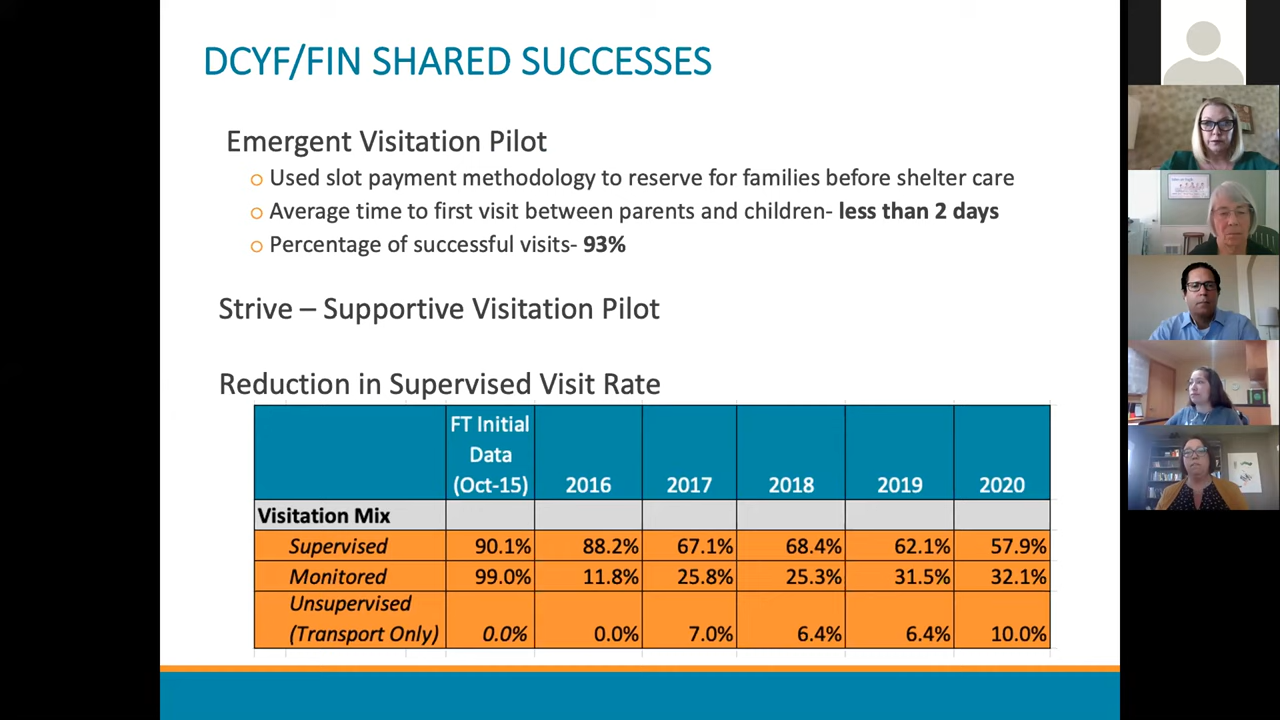 DCYF/FIN SHARED SUCCESSES
Emergent Visitation Pilot
o Used slot payment methodology to reserve for families before shelter care
o Average time to first visit between parents and children- less than 2 days
o Percentage of successful visits- 93%
Strive – Supportive Visitation Pilot
Reduction in Supervised Visit Rate
FT Initial
Data
(Oct-15) 2016 2017 2018 2019 2020
Visitation Mix
Supervised 90.1% 88.2% 67.1% 68.4% 62.1% 57.9%
Monitored 99.0% 11.8% 25.8% 25.3% 31.5% 32.1%
Unsupervised
(Transport Only) 0.0% 0.0% 7.0% 6.4% 6.4% 10.0%